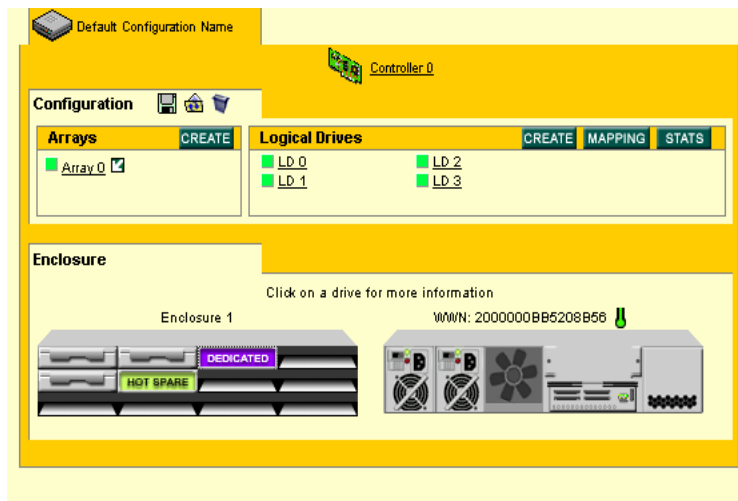 Default Configuration Name
Controller 0
Configuration
Arrays CREATE
Array 0
Logical Drives CREATE MAPPING STATS
LD 0 LD 2
LD 1 LD 3
Enclosure
Click on a drive for more information
Enclosure 1 WWN: 2000000BB5208B56
DEDICATED
HOT SPARE